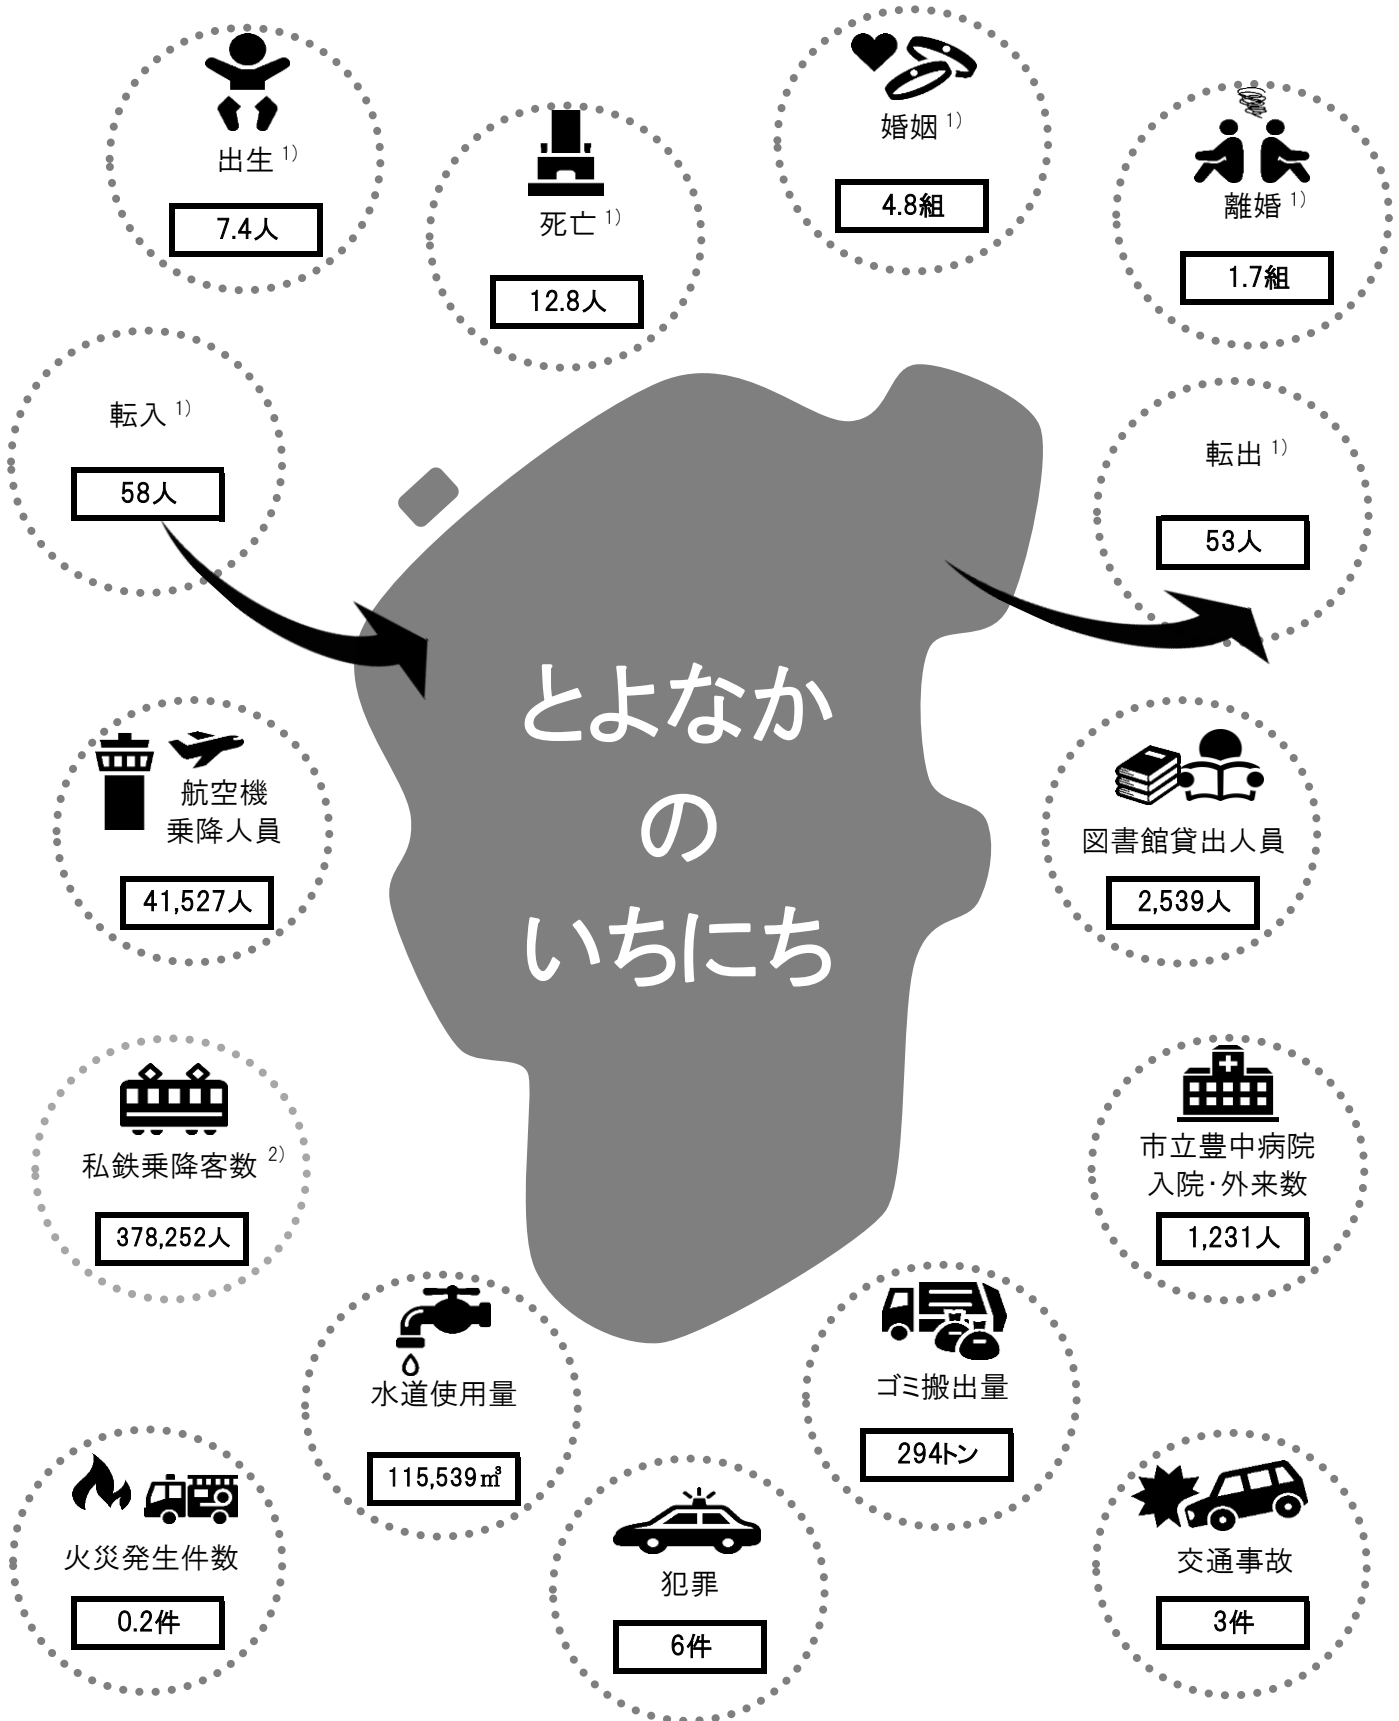 出生 1)
7.4人
死亡 1)
12.8人
婚姻 1)
4.8組
離婚 1)
1.7組
転入 1)
58人
転出 1)
53人
とよなか
の
いちにち
航空機
乗降人員
41,527人
図書館貸出人員
2,539人
私鉄乗降客数 2)
378,252人
市立豊中病院
入院・外来数
1,231人
水道使用量
115,539㎥
ゴミ搬出量
294トン
火災発生件数
0.2件
犯罪
6件
交通事故
3件